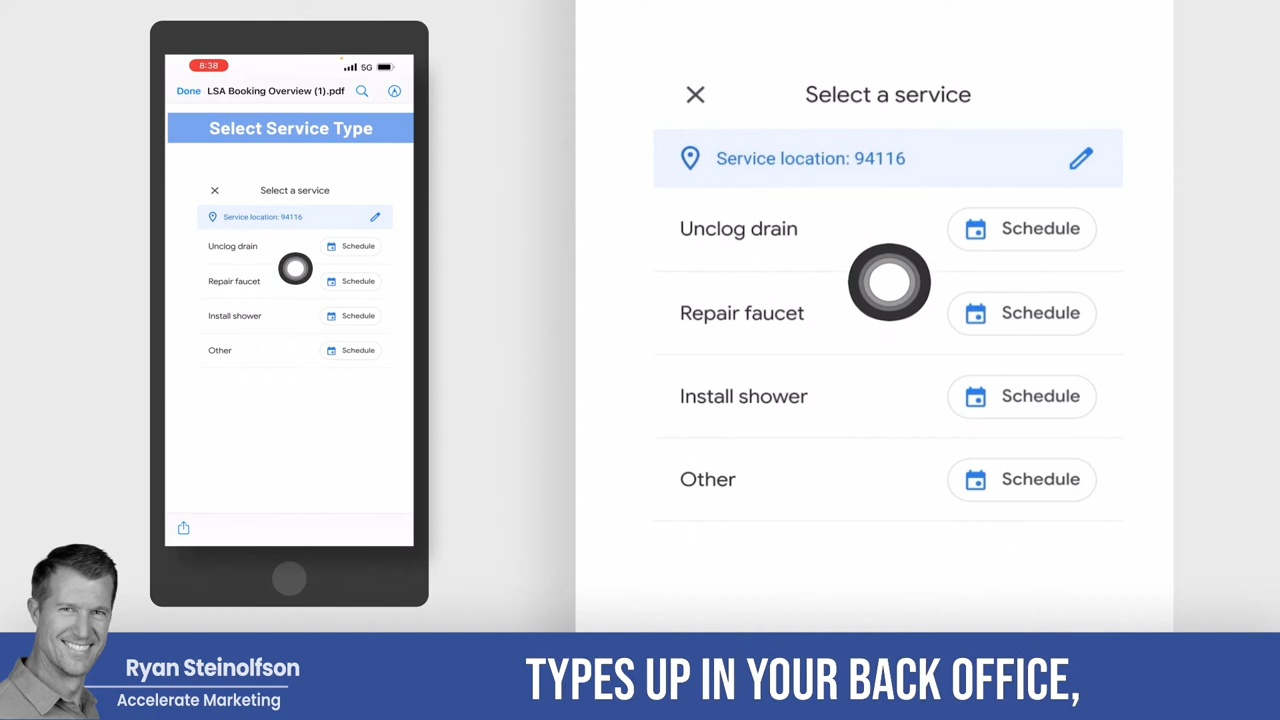 8:38
5G
Done LSA Booking Overview (1).pdf
Select Service Type
Select a service
Service location: 94116
Unclog drain Schedule
Repair faucet Schedule
Install shower Schedule
Other Schedule
Select a service
Service location: 94116
Unclog drain Schedule
Repair faucet Schedule
Install shower Schedule
Other Schedule
Ryan Steinolfson
Accelerate Marketing
TYPES UP IN YOUR BACK OFFICE,